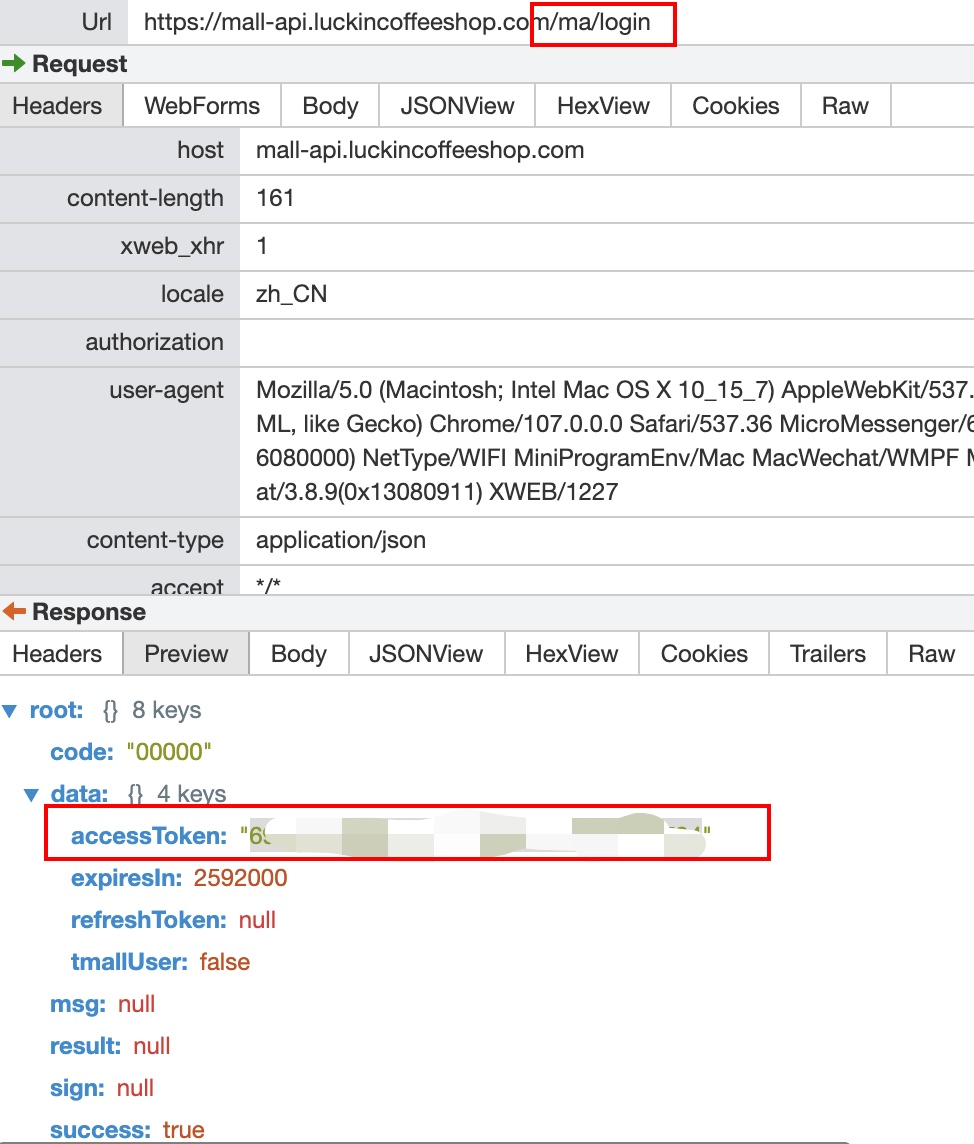 Url https://mall-api.luckincoffeeshop.com/ma/login
Request
Headers WebForms Body JSONView HexView Cookies Raw
host mall-api.luckincoffeeshop.com
content-length 161
xweb_xhr 1
locale zh_CN
authorization
user-agent Mozilla/5.0 (Macintosh; Intel Mac OS X 10_15_7) AppleWebKit/537.
ML, like Gecko) Chrome/107.0.0.0 Safari/537.36 MicroMessenger/6
6080000) NetType/WIFI MiniProgramEnv/Mac MacWechat/WMPF M
at/3.8.9(0x13080911) XWEB/1227
content-type application/json
accept */*
Response
Headers Preview Body JSONView HexView Cookies Trailers Raw
root: {} 8 keys
code: "00000"
data: {} 4 keys
accessToken:
expiresIn: 2592000
refreshToken: null
tmallUser: false
msg: null
result: null
sign: null
success: true